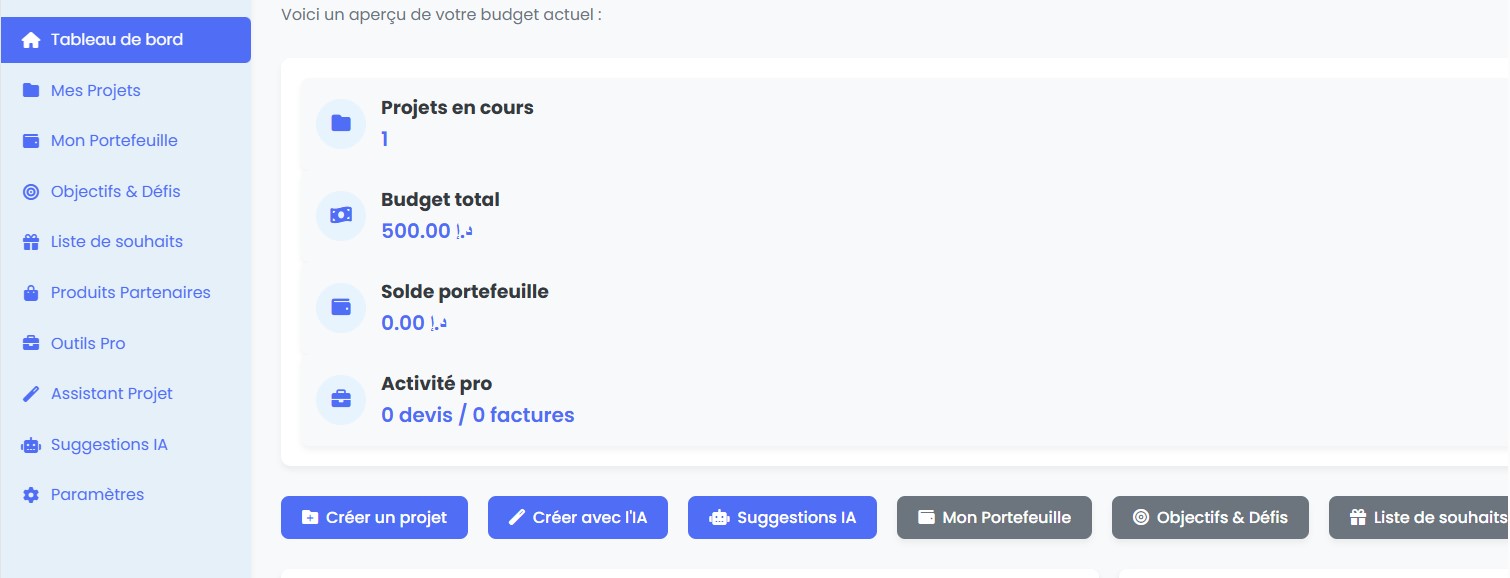 Voici un aperçu de votre budget actuel :
Tableau de bord
Mes Projets
Mon Portefeuille
Objectifs & Défis
Liste de souhaits
Produits Partenaires
Outils Pro
Assistant Projet
Suggestions IA
Paramètres
Projets en cours
1
Budget total
500.00 د.إ
Solde portefeuille
0.00 د.إ
Activité pro
0 devis / 0 factures
Créer un projet
Créer avec l'IA
Suggestions IA
Mon Portefeuille
Objectifs & Défis
Liste de souhaits